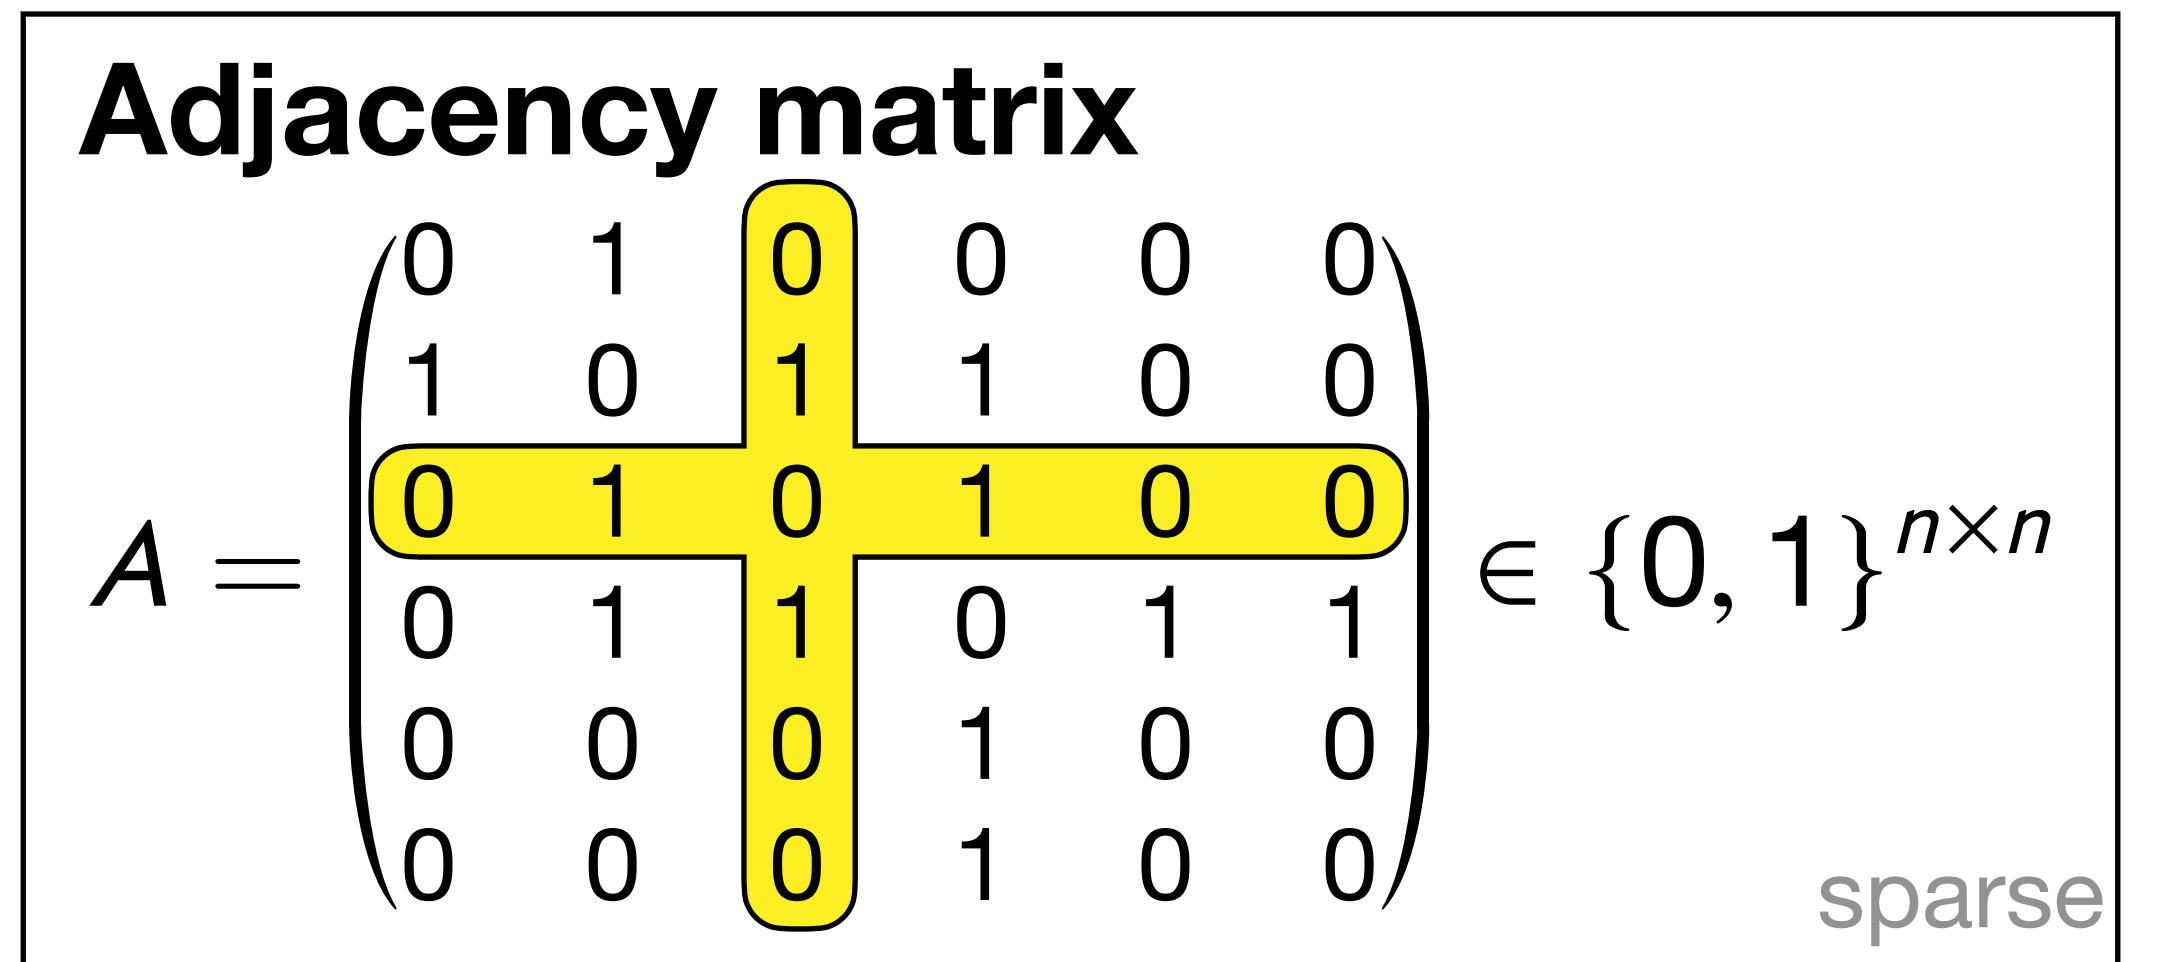 Adjacency matrix
0 1 0 0 0 0
1 0 1 1 0 0
A = 0 1 0 1 0 0 ∈ {0, 1}^{n×n}
0 1 1 0 1 1
0 0 0 1 0 0
0 0 0 1 0 0
sparse